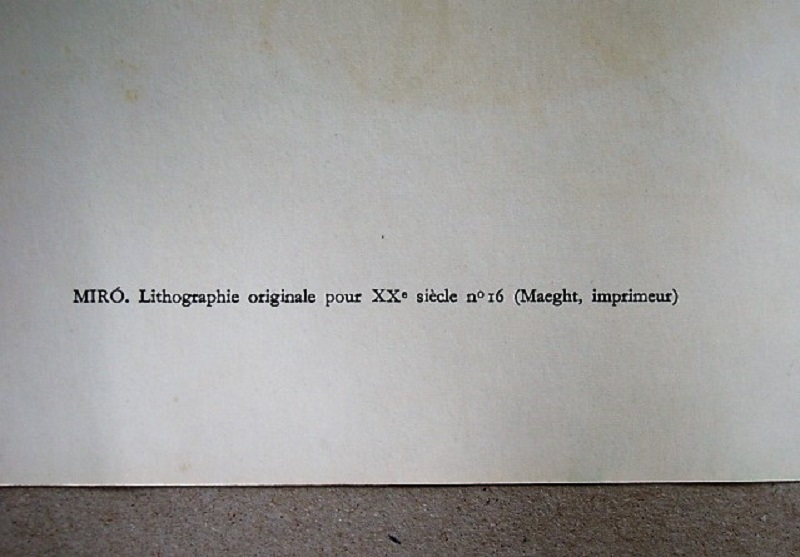 MIRÓ. Lithographie originale pour XXᵉ siècle nº 16 (Maeght, imprimeur)